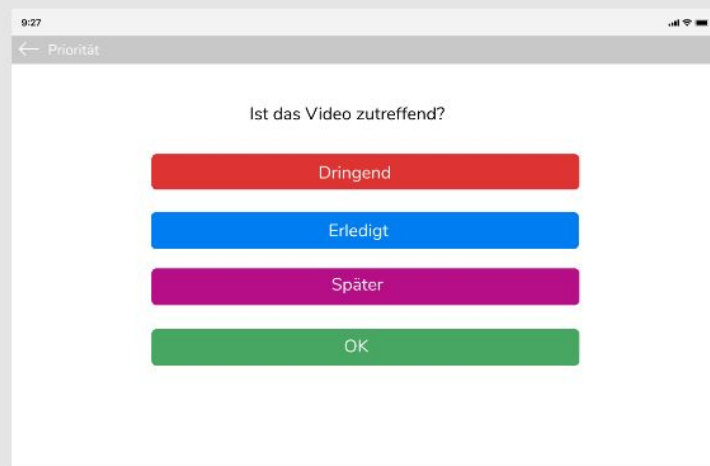 9:27
Priorität
Ist das Video zutreffend?
Dringend
Erledigt
Später
OK